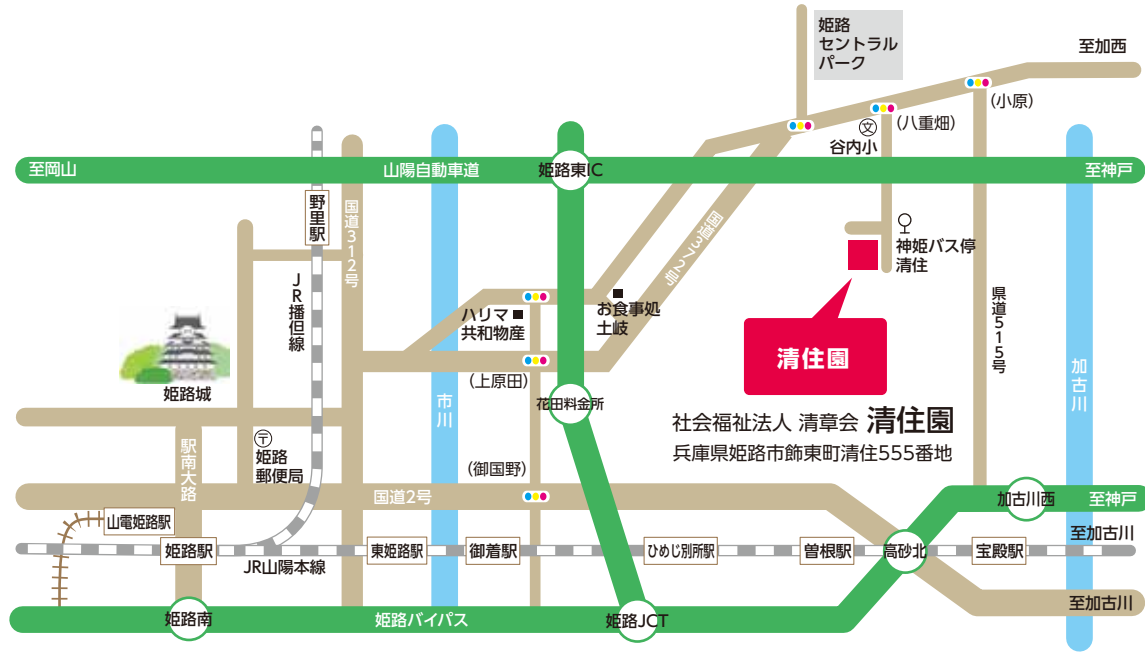 姫路
セントラル
パーク
至加西
(小原)
(八重畑)
文
谷内小
至岡山
山陽自動車道
姫路東IC
至神戸
野里駅
国道312号
国道372号
神姫バス停
清住
JR播但線
お食事処
土岐
ハリマ
共和物産
県道515号
清住園
姫路城
(上原田)
市川
加古川
花田料金所
社会福祉法人 清章会 清住園
兵庫県姫路市飾東町清住555番地
駅南大路
〒
姫路
郵便局
(御国野)
国道2号
加古川西
至神戸
山電姫路駅
至加古川
姫路駅
JR山陽本線
東姫路駅
御着駅
ひめじ別所駅
曽根駅
高砂北
宝殿駅
至加古川
姫路南
姫路バイパス
姫路JCT